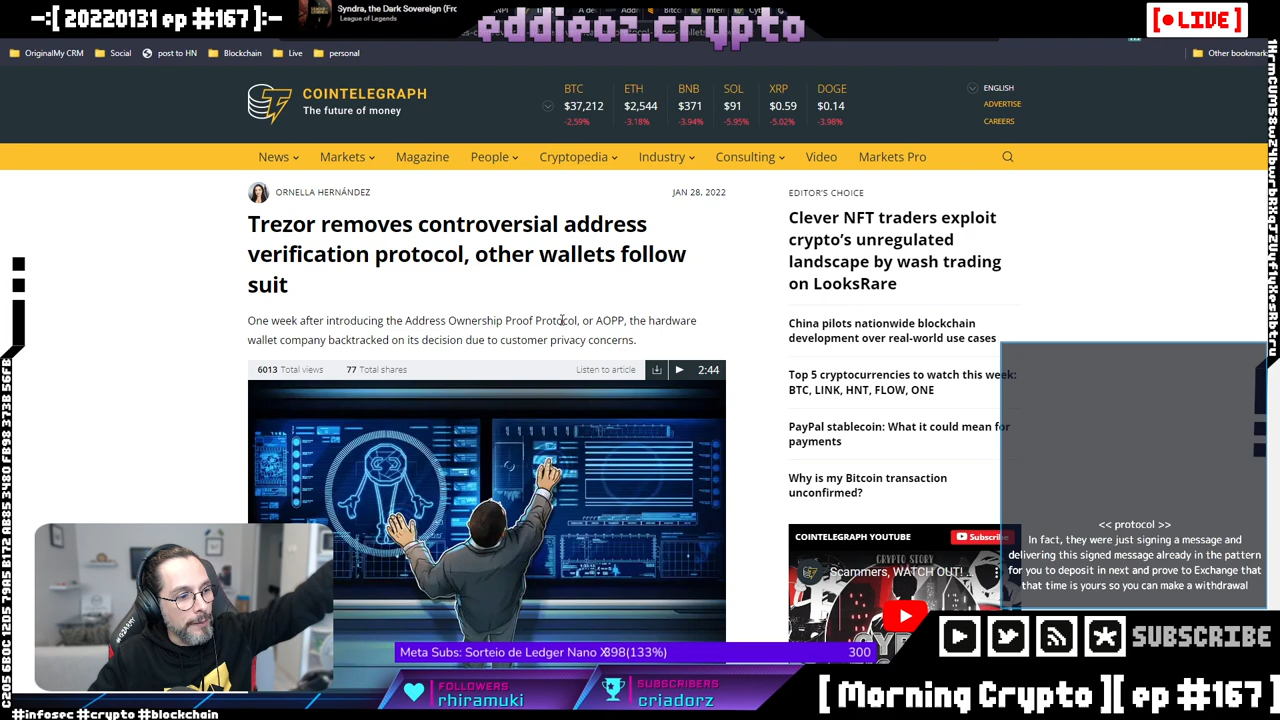 -:[ 20220131 ep #167 ]:-
Syndra, the Dark Sovereign (Fro
League of Legends
addiaoz.crypto
[ LIVE ]
OriginalMy CRM
Social
post to HN
Blockchain
Live
personal
Other bookmark
COINTELEGRAPH
The future of money
BTC ETH BNB SOL XRP DOGE
$37,212 $2,544 $371 $91 $0.59 $0.14
-2.59% -3.18% -3.94% -5.95% -5.02% -3.98%
ENGLISH
ADVERTISE
CAREERS
News Markets Magazine People Cryptopedia Industry Consulting Video Markets Pro
ORNELLA HERNÁNDEZ
JAN 28, 2022
Trezor removes controversial address
verification protocol, other wallets follow
suit
One week after introducing the Address Ownership Proof Protocol, or AOPP, the hardware
wallet company backtracked on its decision due to customer privacy concerns.
6013 Total views 77 Total shares
Listen to article 2:44
EDITOR'S CHOICE
Clever NFT traders exploit
crypto's unregulated
landscape by wash trading
on LooksRare
China pilots nationwide blockchain
development over real-world use cases
Top 5 cryptocurrencies to watch this week:
BTC, LINK, HNT, FLOW, ONE
PayPal stablecoin: What it could mean for
payments
Why is my Bitcoin transaction
unconfirmed?
COINTELEGRAPH YOUTUBE
Subscribe
CRYPTO STORY
Scammers, WATCH OUT! ...
<< protocol >>
In fact, they were just signing a message and
delivering this signed message already in the pattern
for you to deposit in next and prove to Exchange that
that time is yours so you can make a withdrawal
Meta Subs: Sorteio de Ledger Nano X
398(133%)
300
FOLLOWERS
rhiramuki
SUBSCRIBERS
criadorz
SUBSCRIBE
[ Morning Crypto ][ ep #167 ]
#infosec #crypto #blockchain